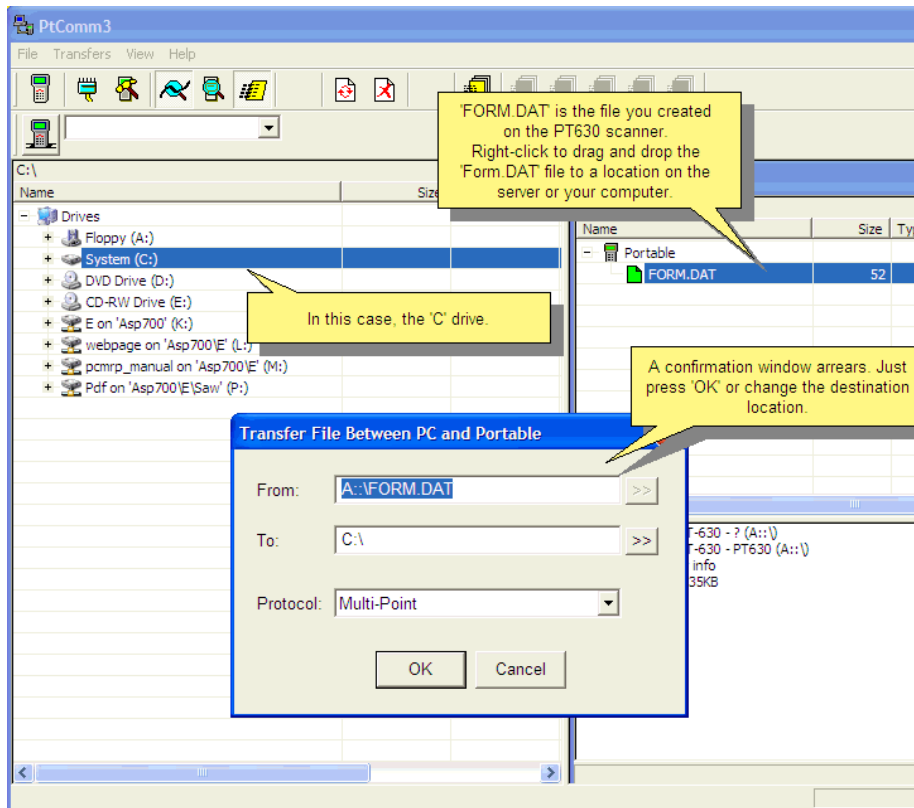 PtComm3
File Transfers View Help
'FORM.DAT' is the file you created
on the PT630 scanner.
Right-click to drag and drop the
'Form.DAT' file to a location on the
server or your computer.
C:\
Name Size
Drives
Floppy (A:)
System (C:)
DVD Drive (D:)
CD-RW Drive (E:)
E on 'Asp700' (K:)
webpage on 'Asp700\E' (L:)
pcmrp_manual on 'Asp700\E' (M:)
Pdf on 'Asp700\E\Saw' (P:)
In this case, the 'C' drive.
Name Size Typ
Portable
FORM.DAT 52
A confirmation window arrears. Just
press 'OK' or change the destination
location.
Transfer File Between PC and Portable
From: A::\FORM.DAT >>
To: C:\ >>
Protocol: Multi-Point
OK Cancel
T-630 - ? (A::\)
T-630 - PT630 (A::\)
info
35KB